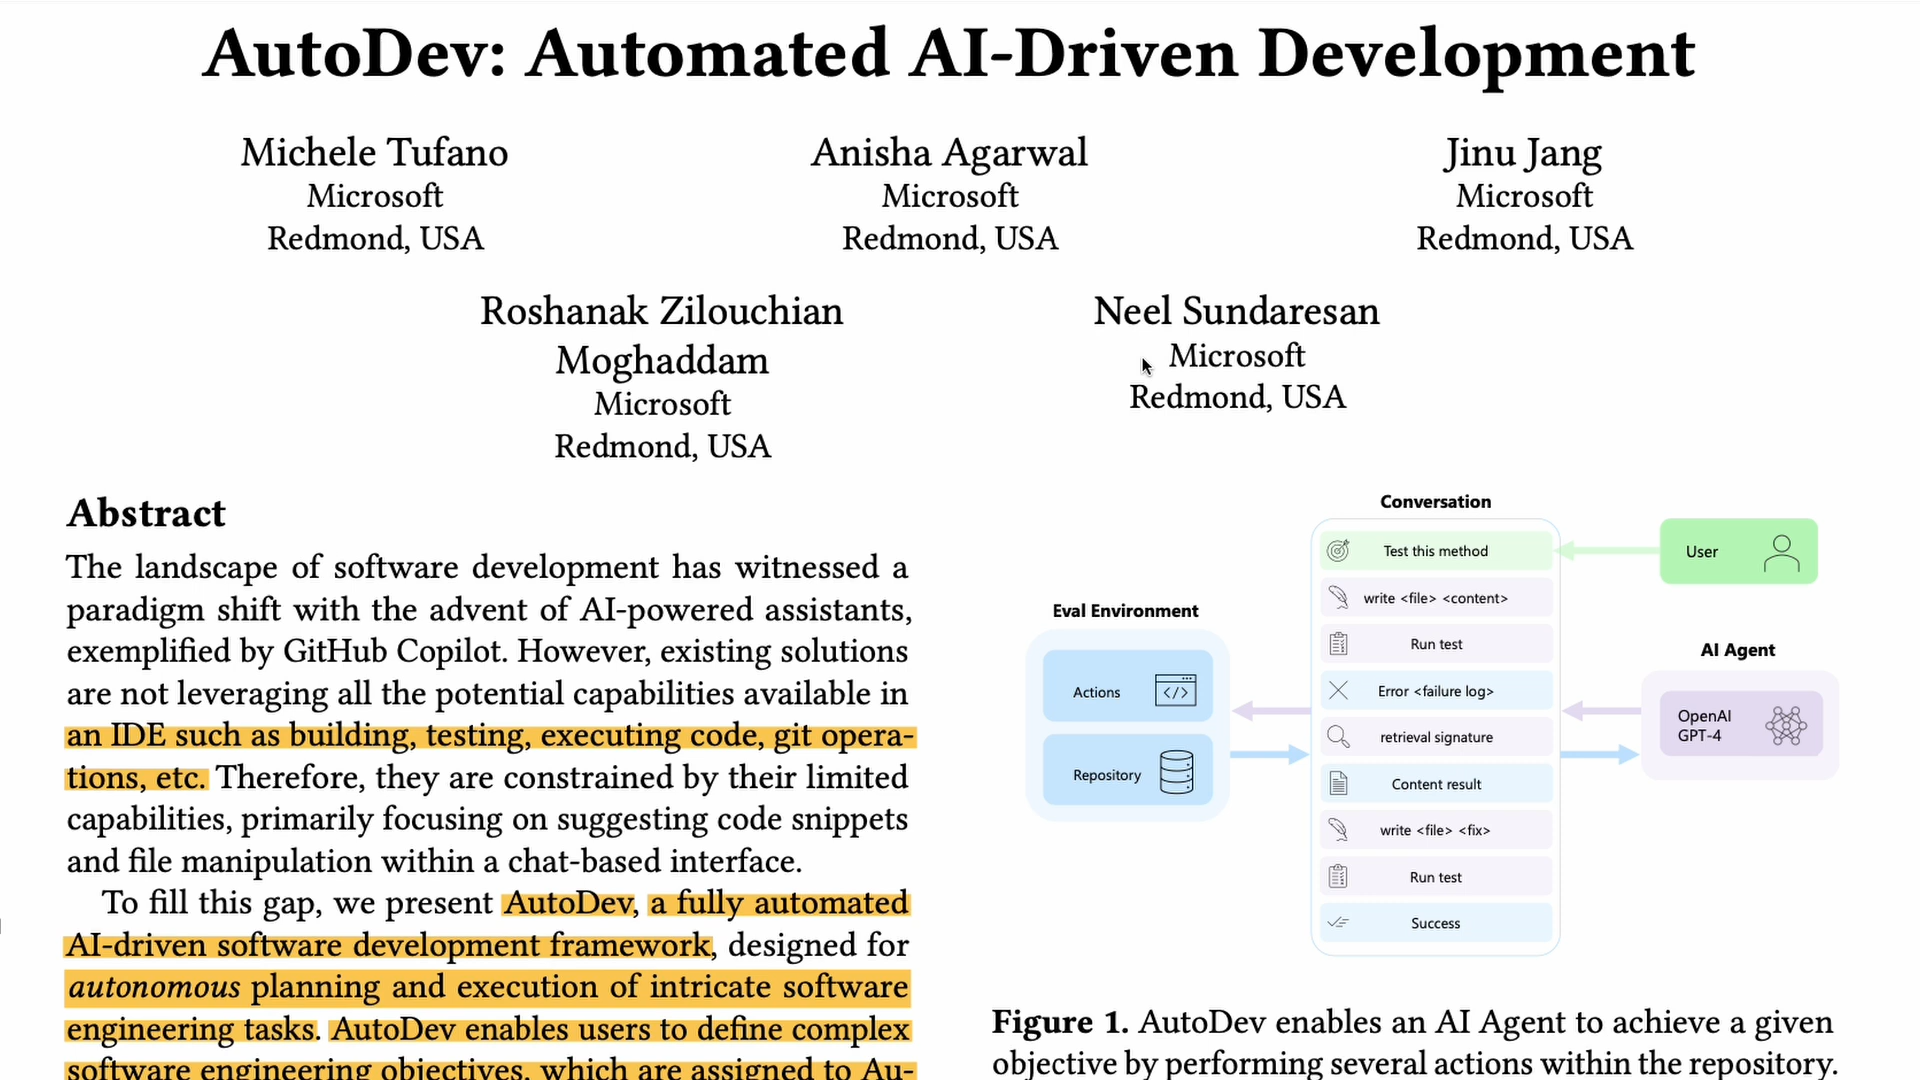 AutoDev: Automated AI-Driven Development
Michele Tufano
Microsoft
Redmond, USA
Anisha Agarwal
Microsoft
Redmond, USA
Jinu Jang
Microsoft
Redmond, USA
Roshanak Zilouchian
Moghaddam
Microsoft
Redmond, USA
Neel Sundaresan
Microsoft
Redmond, USA
Abstract
The landscape of software development has witnessed a
paradigm shift with the advent of AI-powered assistants,
exemplified by GitHub Copilot. However, existing solutions
are not leveraging all the potential capabilities available in
an IDE such as building, testing, executing code, git opera-
tions, etc. Therefore, they are constrained by their limited
capabilities, primarily focusing on suggesting code snippets
and file manipulation within a chat-based interface.
To fill this gap, we present AutoDev, a fully automated
AI-driven software development framework, designed for
autonomous planning and execution of intricate software
engineering tasks. AutoDev enables users to define complex
software engineering objectives, which are assigned to Au-
Eval Environment
Actions
</>
Repository
Conversation
Test this method
write <file> <content>
Run test
Error <failure log>
retrieval signature
Content result
write <file> <fix>
Run test
Success
User
AI Agent
OpenAI
GPT-4
Figure 1. AutoDev enables an AI Agent to achieve a given
objective by performing several actions within the repository.